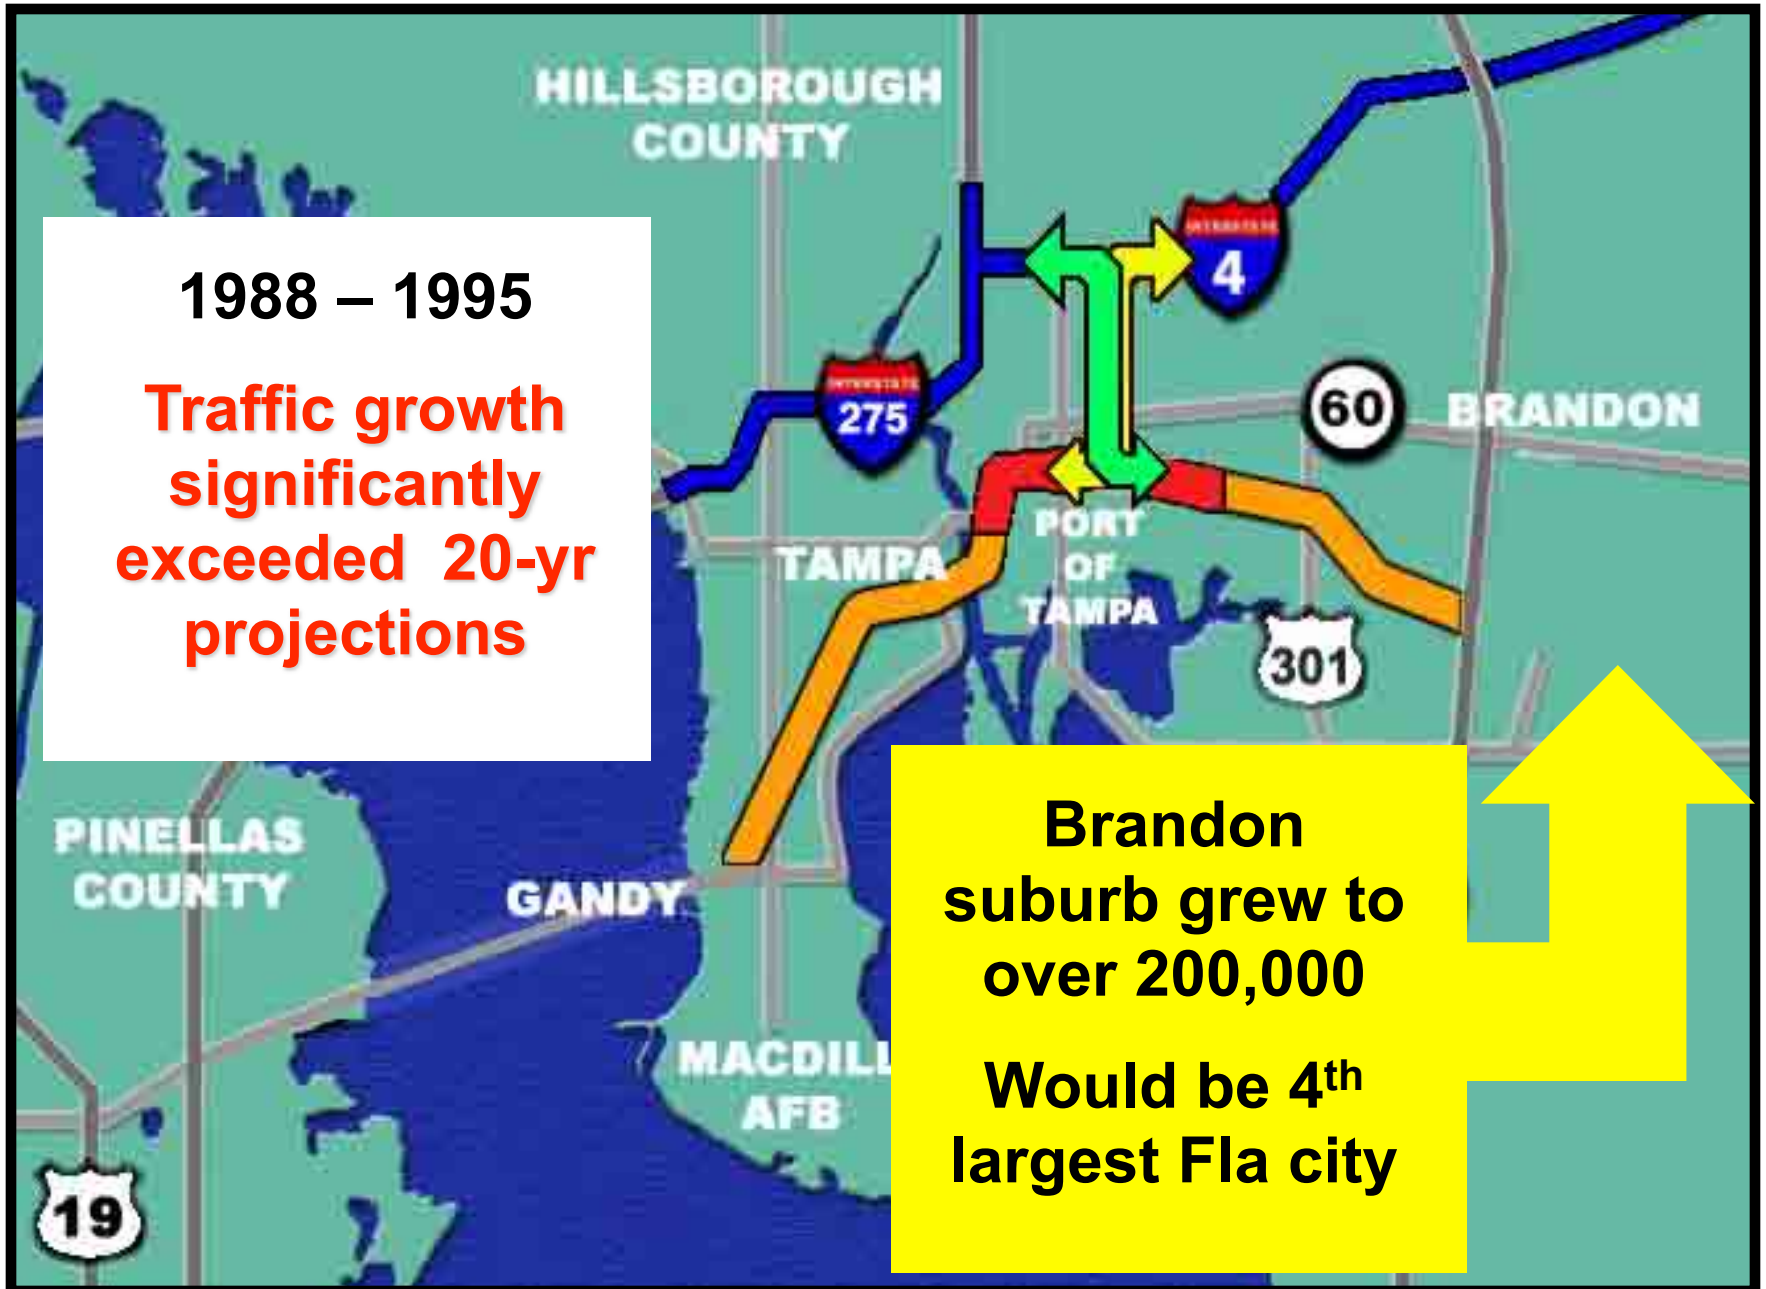 HILLSBOROUGH
COUNTY
1988 – 1995
Traffic growth
significantly
exceeded 20-yr
projections
INTERSTATE
4
INTERSTATE
275
60
BRANDON
TAMPA
PORT
OF
TAMPA
301
PINELLAS
COUNTY
GANDY
MACDILL
AFB
19
Brandon
suburb grew to
over 200,000
Would be 4th
largest Fla city